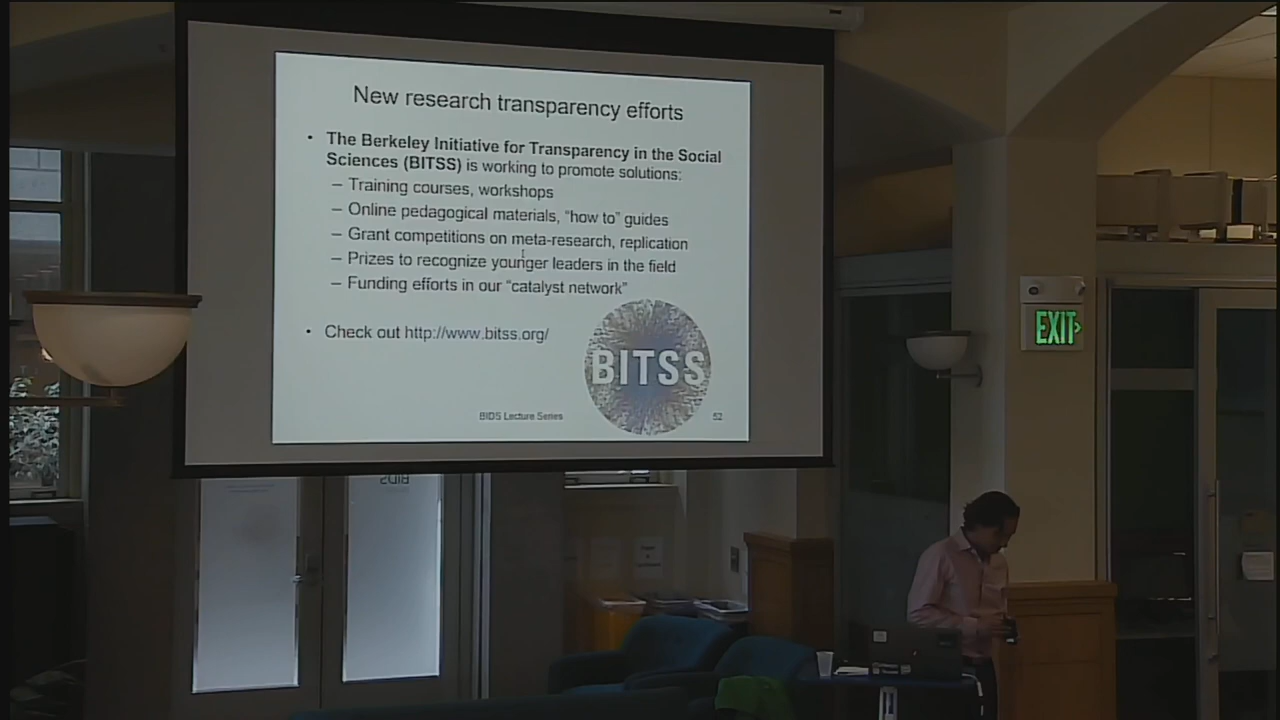 New research transparency efforts
• The Berkeley Initiative for Transparency in the Social
Sciences (BITSS) is working to promote solutions:
– Training courses, workshops
– Online pedagogical materials, “how to” guides
– Grant competitions on meta-research, replication
– Prizes to recognize younger leaders in the field
– Funding efforts in our “catalyst network”
• Check out http://www.bitss.org/
BITSS
BIDS Lecture Series
52
EXIT
BIDS